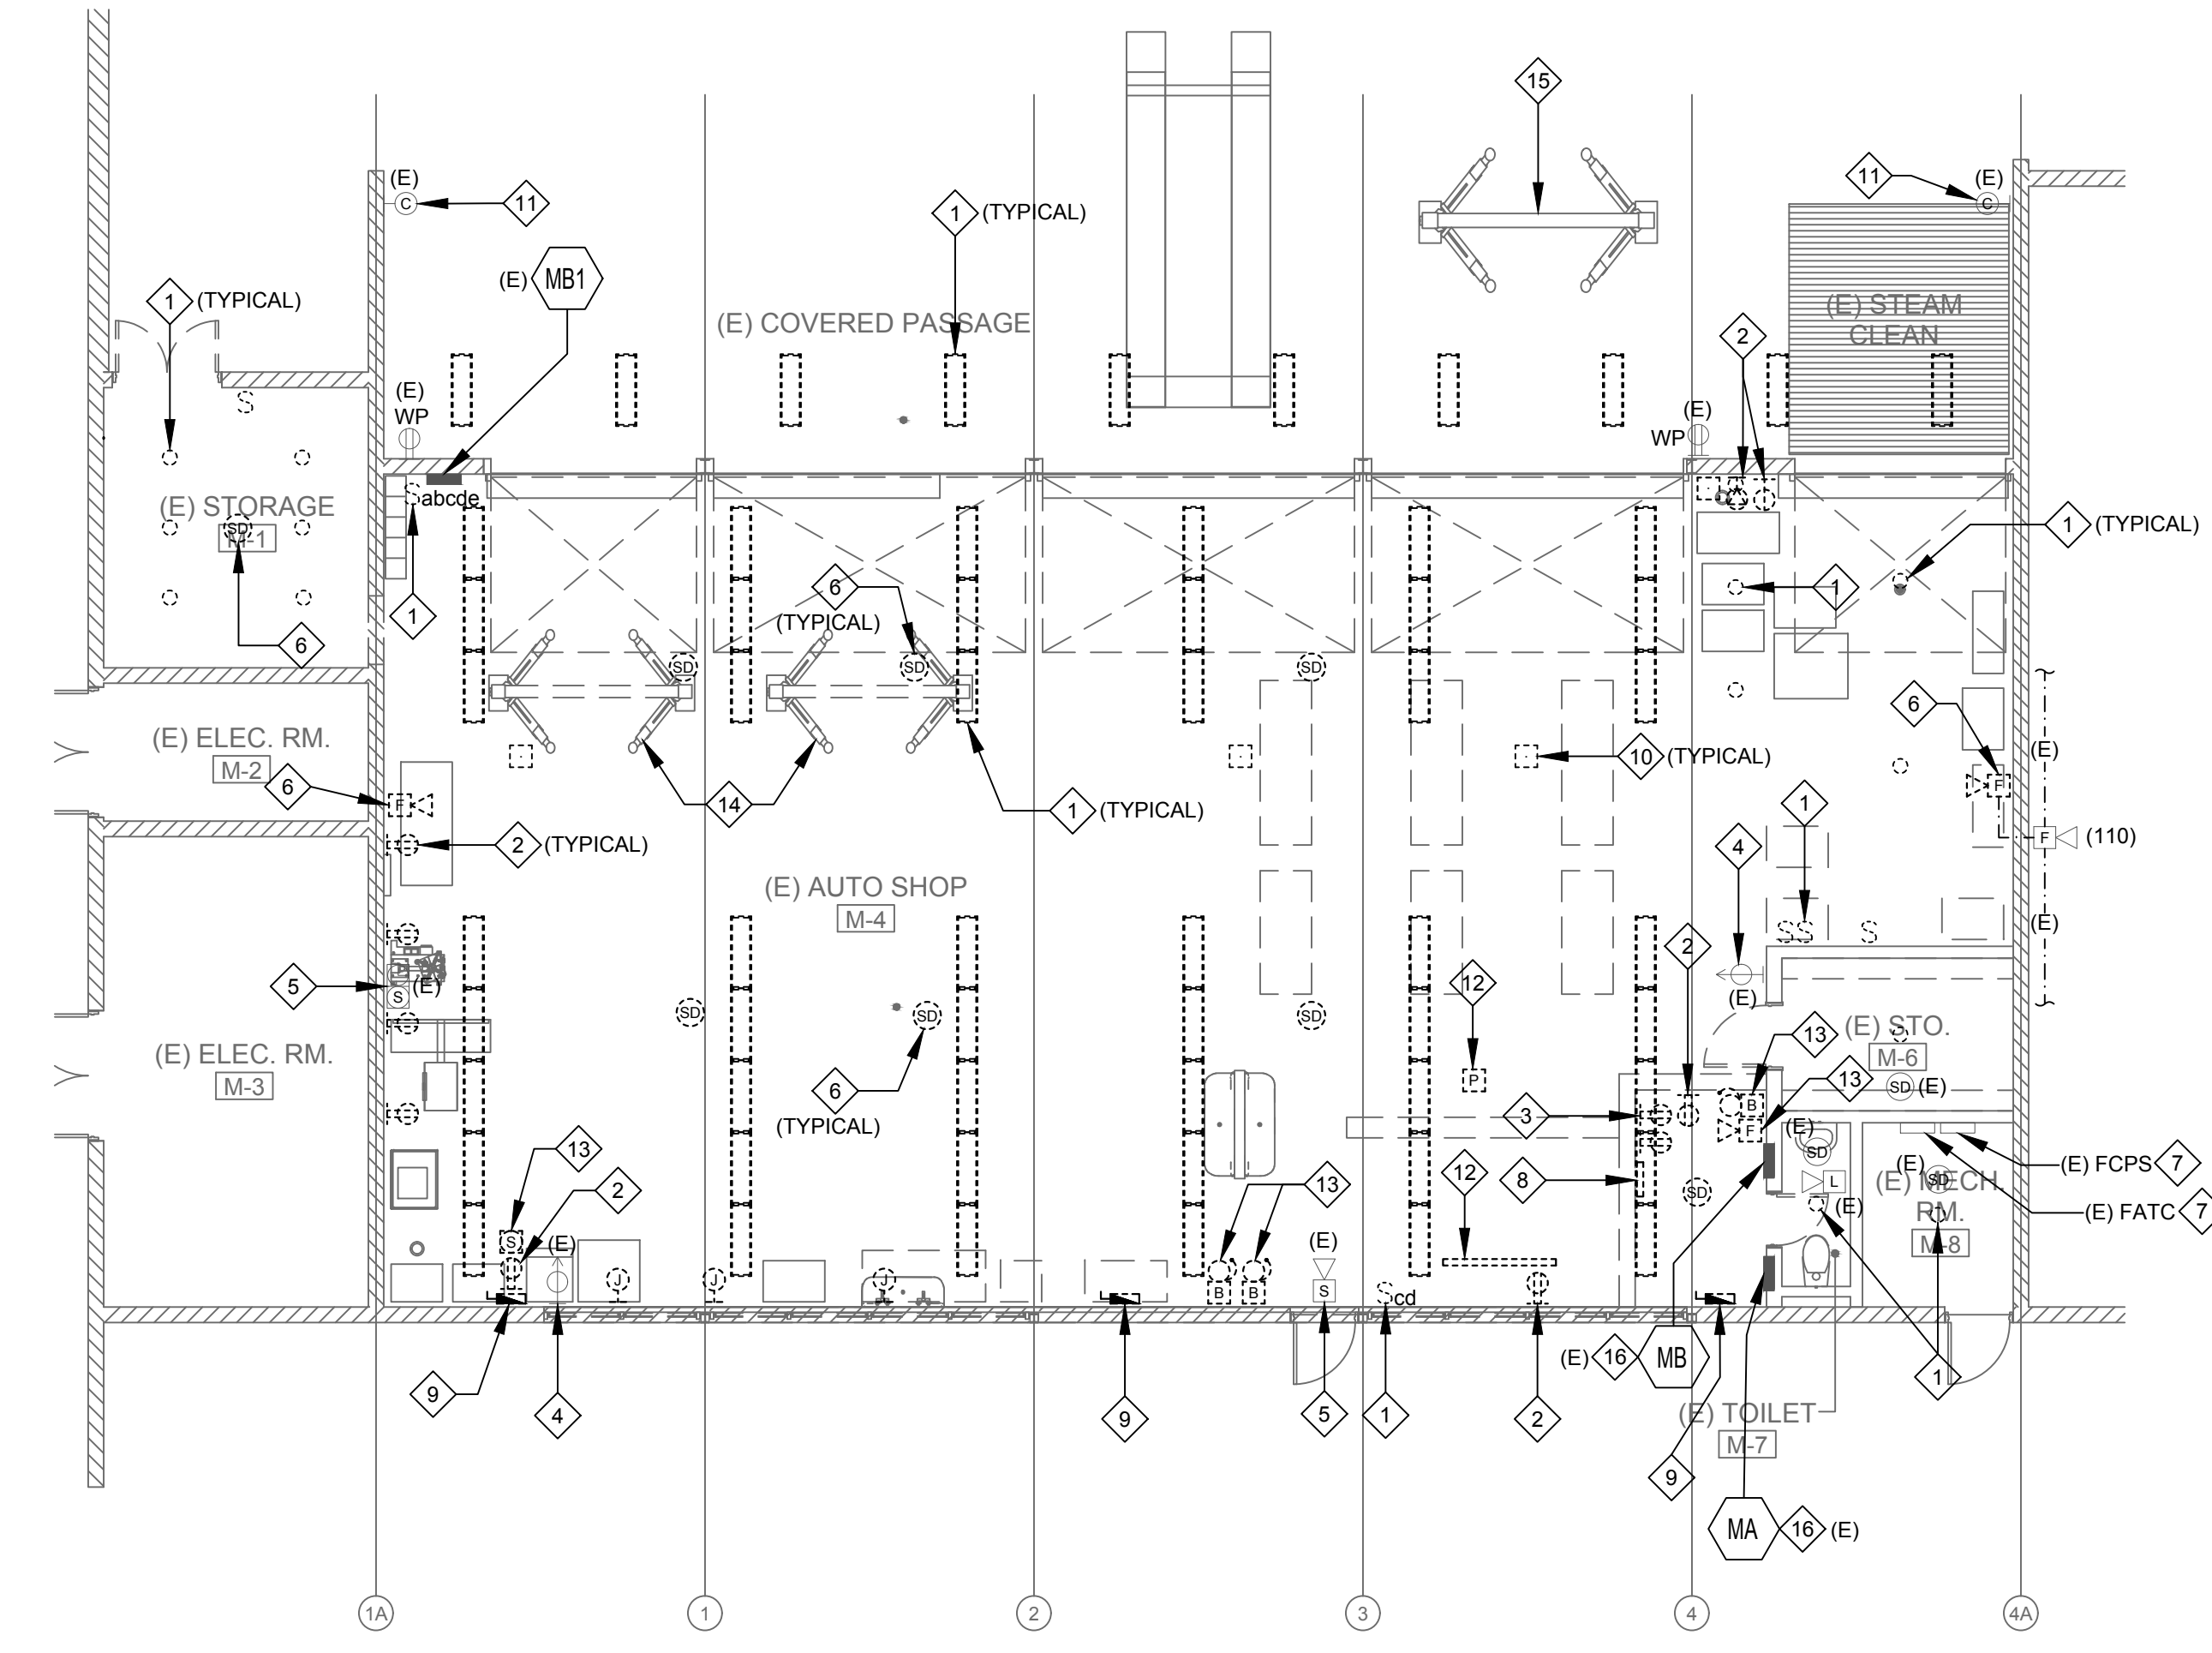 15
(E)
C
11
1 (TYPICAL)
11
(E)
C
(E) MB1
1 (TYPICAL)
(E) COVERED PASSAGE
(E) STEAM
CLEAN
2
(E)
WP
S
(E)
WP
Sabcde
(E) STORAGE
M-1
SD
1 (TYPICAL)
6
(TYPICAL)
1
1
6
SD
SD
SD
6
(E) ELEC. RM.
M-2
6
F
14
10 (TYPICAL)
(E)
F
1 (TYPICAL)
1
2 (TYPICAL)
4
F
(110)
(E) AUTO SHOP
M-4
S S
S
(E)
2
5
S
(E)
12
(E)
SD
SD
SD
(E) STO.
M-6
13
(E) ELEC. RM.
M-3
6
(TYPICAL)
P
13
SD (E)
3
B
F
(E)
13
12
SD
(E) FCPS 7
2
13
8
(E)
SD
(E) MECH.
RM.
M-8
SD
L
(E)
(E) FATC 7
S
(E)
(E)
J
J
J
B
B
S
Scd
9
4
9
5
1
2
(E) 16 MB
1
(E) TOILET
M-7
9
MA 16 (E)
1A
1
2
3
4
4A